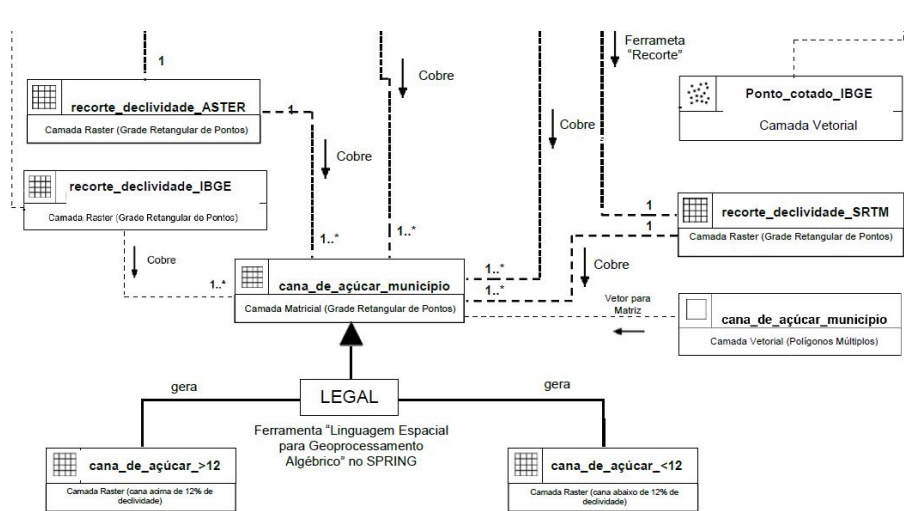 1
Cobre
Ferrameta
"Recorte"
recorte_declividade_ASTER
Camada Raster (Grade Retangular de Pontos)
1
Cobre
Cobre
Ponto_cotado_IBGE
Camada Vetorial
recorte_declividade_IBGE
Camada Raster (Grade Retangular de Pontos)
1
recorte_declividade_SRTM
Camada Raster (Grade Retangular de Pontos)
1
1..*
1..*
Cobre
1..*
cana_de_açúcar_município
Camada Matricial (Grade Retangular de Pontos)
1..*
1..*
Cobre
Vetor para
Matriz
cana_de_açúcar_município
Camada Vetorial (Polígonos Múltiplos)
gera
LEGAL
gera
Ferramenta "Linguagem Espacial
para Geoprocessamento
Algébrico" no SPRING
cana_de_açúcar_>12
Camada Raster (cana acima de 12% de
declividade)
cana_de_açúcar_<12
Camada Raster (cana abaixo de 12% de
declividade)